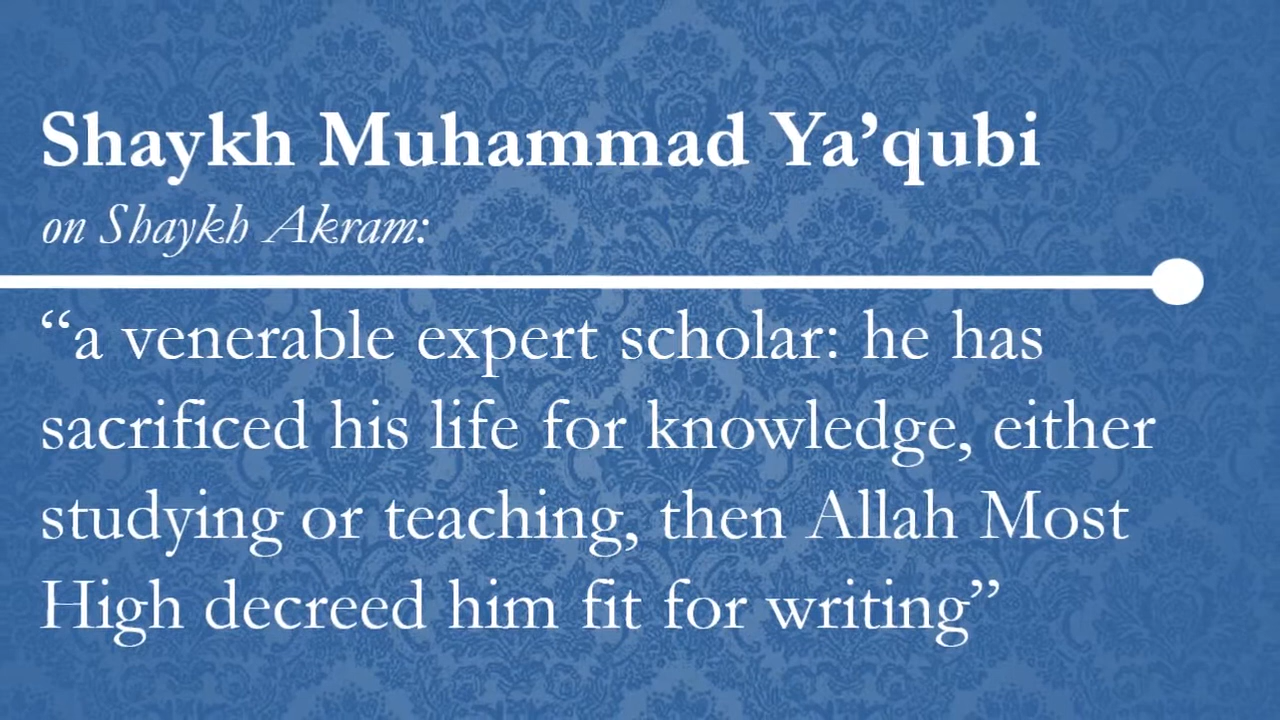 Shaykh Muhammad Ya’qubi
on Shaykh Akram:
“a venerable expert scholar: he has
sacrificed his life for knowledge, either
studying or teaching, then Allah Most
High decreed him fit for writing”